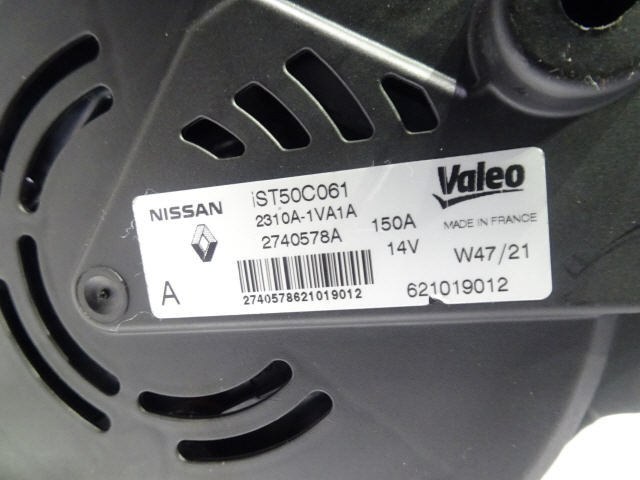 NISSAN iST50C061 Valeo
2310A-1VA1A 150A MADE IN FRANCE
2740578A 14V W47/21
A
2740578621019012 621019012